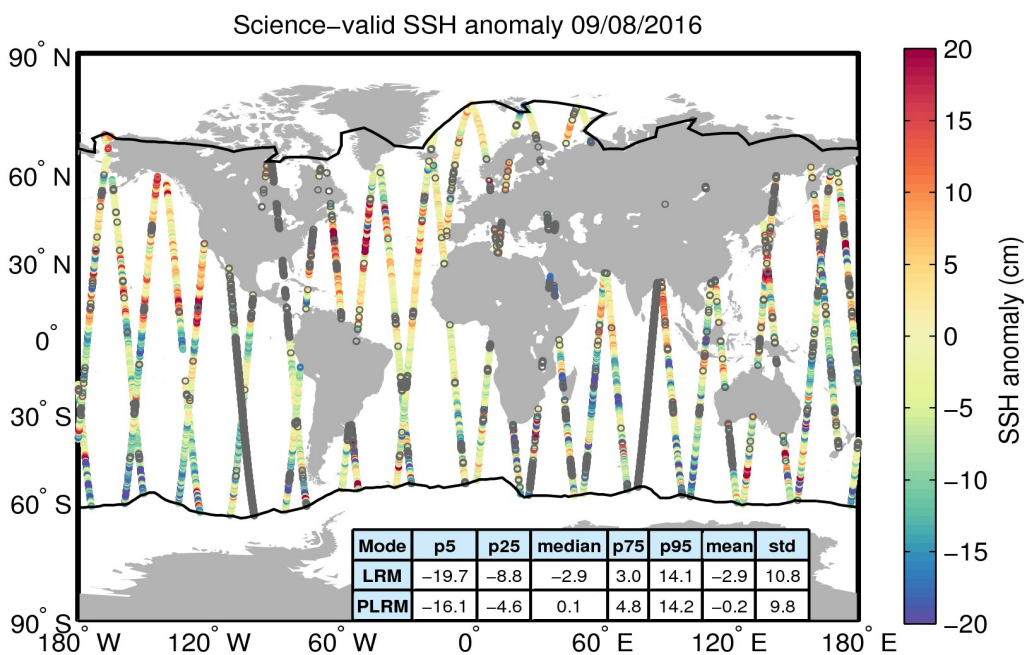 Science−valid SSH anomaly 09/08/2016
90° N
60° N
30° N
0°
30° S
60° S
90° S
180° W 120° W 60° W 0° 60° E 120° E 180° E
Mode p5 p25 median p75 p95 mean std
LRM −19.7 −8.8 −2.9 3.0 14.1 −2.9 10.8
PLRM −16.1 −4.6 0.1 4.8 14.2 −0.2 9.8
20
15
10
5
0
−5
−10
−15
−20
SSH anomaly (cm)